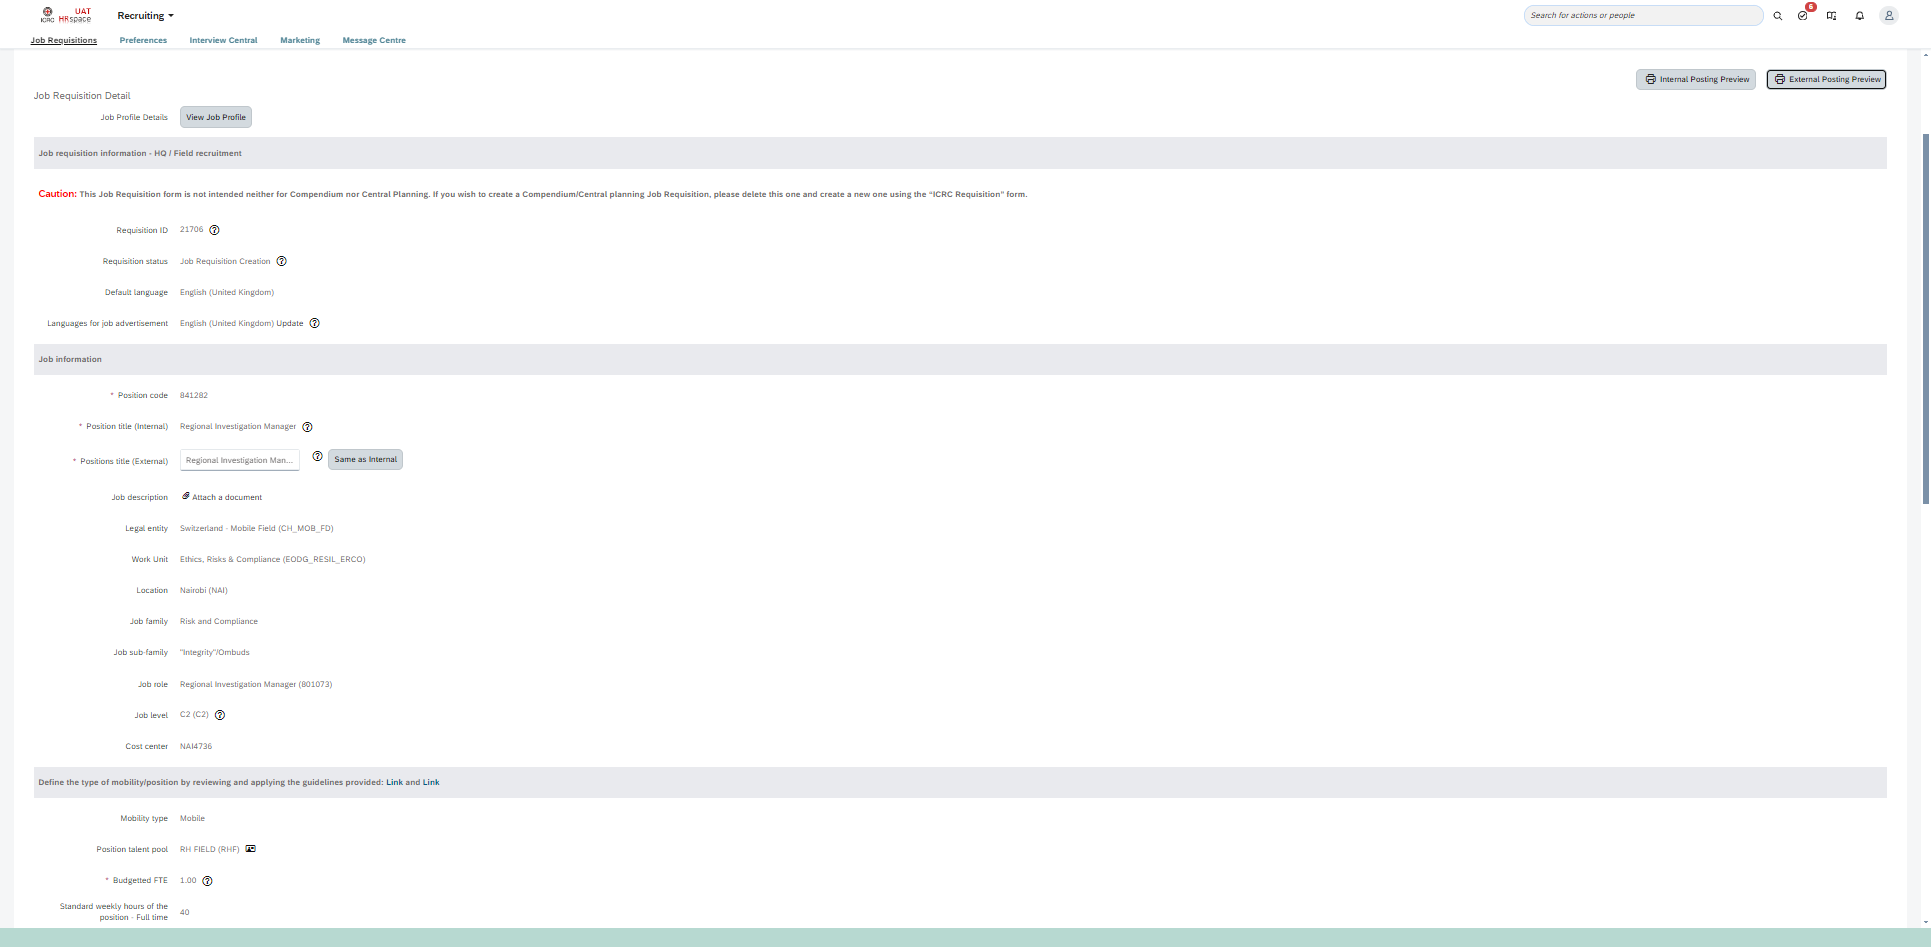 ICRC UAT HRspace Recruiting Search for actions or people 6
Job Requisitions Preferences Interview Central Marketing Message Centre
Internal Posting Preview External Posting Preview
Job Requisition Detail
Job Profile Details View Job Profile
Job requisition information - HQ / Field recruitment
Caution: This Job Requisition form is not intended neither for Compendium nor Central Planning. If you wish to create a Compendium/Central planning Job Requisition, please delete this one and create a new one using the “ICRC Requisition” form.
Requisition ID 21706
Requisition status Job Requisition Creation
Default language English (United Kingdom)
Languages for job advertisement English (United Kingdom) Update
Job information
* Position code 841282
* Position title (Internal) Regional Investigation Manager
* Positions title (External) Regional Investigation Man... Same as Internal
Job description Attach a document
Legal entity Switzerland - Mobile Field (CH_MOB_FD)
Work Unit Ethics, Risks & Compliance (EODG_RESIL_ERCO)
Location Nairobi (NAI)
Job family Risk and Compliance
Job sub-family "Integrity"/Ombuds
Job role Regional Investigation Manager (801073)
Job level C2 (C2)
Cost center NAI4736
Define the type of mobility/position by reviewing and applying the guidelines provided: Link and Link
Mobility type Mobile
Position talent pool RH FIELD (RHF)
* Budgetted FTE 1.00
Standard weekly hours of the
position - Full time 40